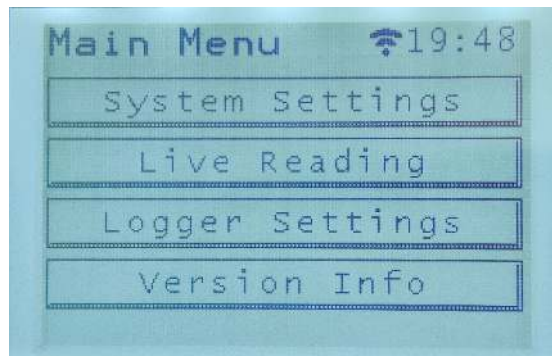 Main Menu 19:48
System Settings
Live Reading
Logger Settings
Version Info